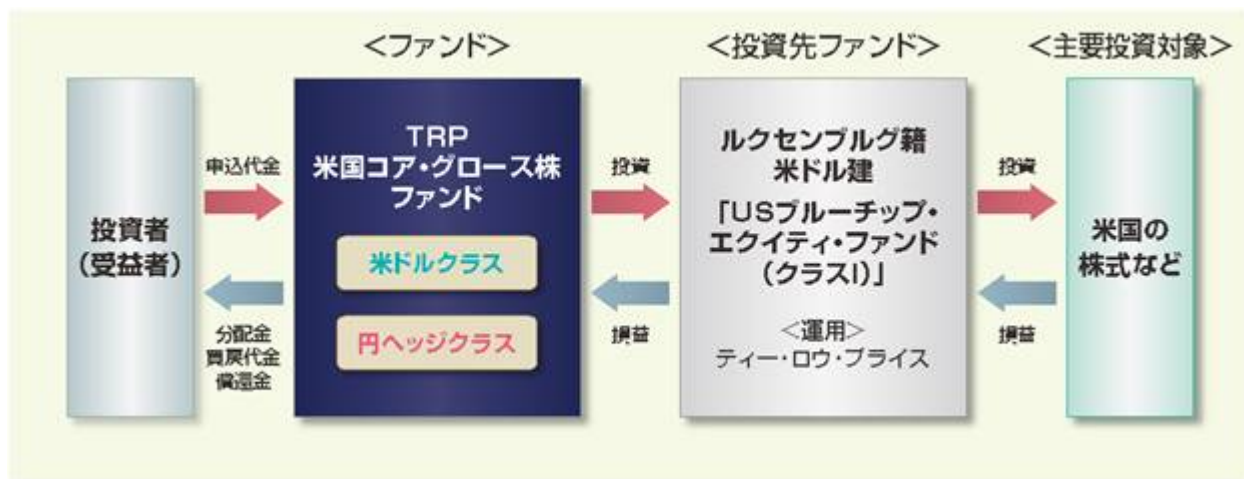 <ファンド>
<投資先ファンド>
<主要投資対象>
投資者
(受益者)
申込代金
分配金
買戻代金
償還金
TRP
米国コア・グロース株
ファンド
米ドルクラス
円ヘッジクラス
投資
損益
ルクセンブルグ籍
米ドル建
「USブルーチップ・
エクイティ・ファンド
(クラスI)」
<運用>
ティー・ロウ・プライス
投資
損益
米国の
株式など